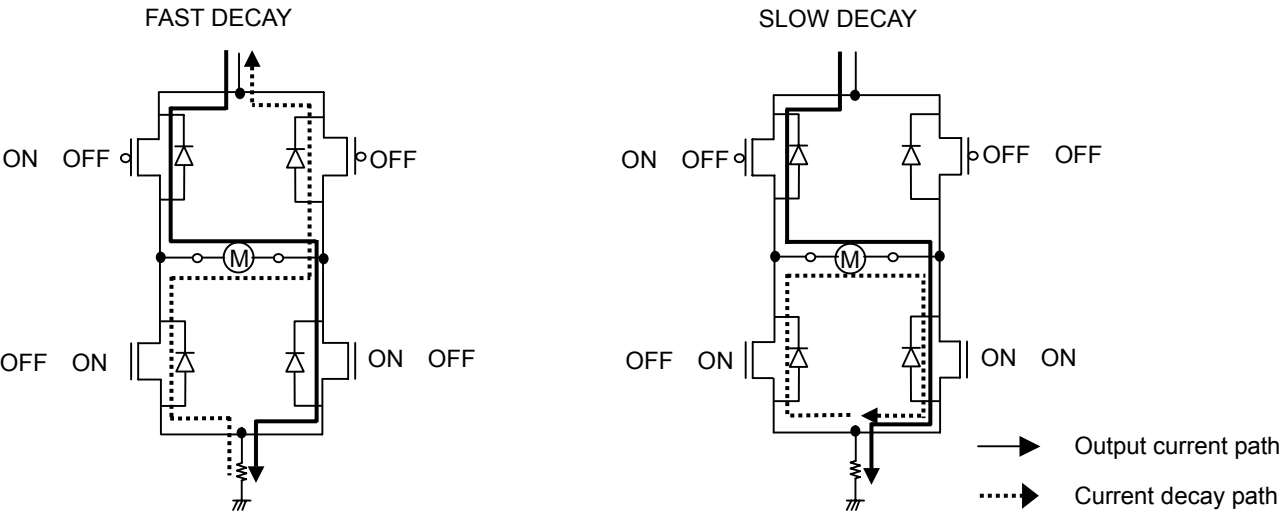 FAST DECAY
SLOW DECAY
ON OFF
OFF
ON OFF
OFF OFF
M
M
OFF ON
ON OFF
OFF ON
ON ON
Output current path
Current decay path